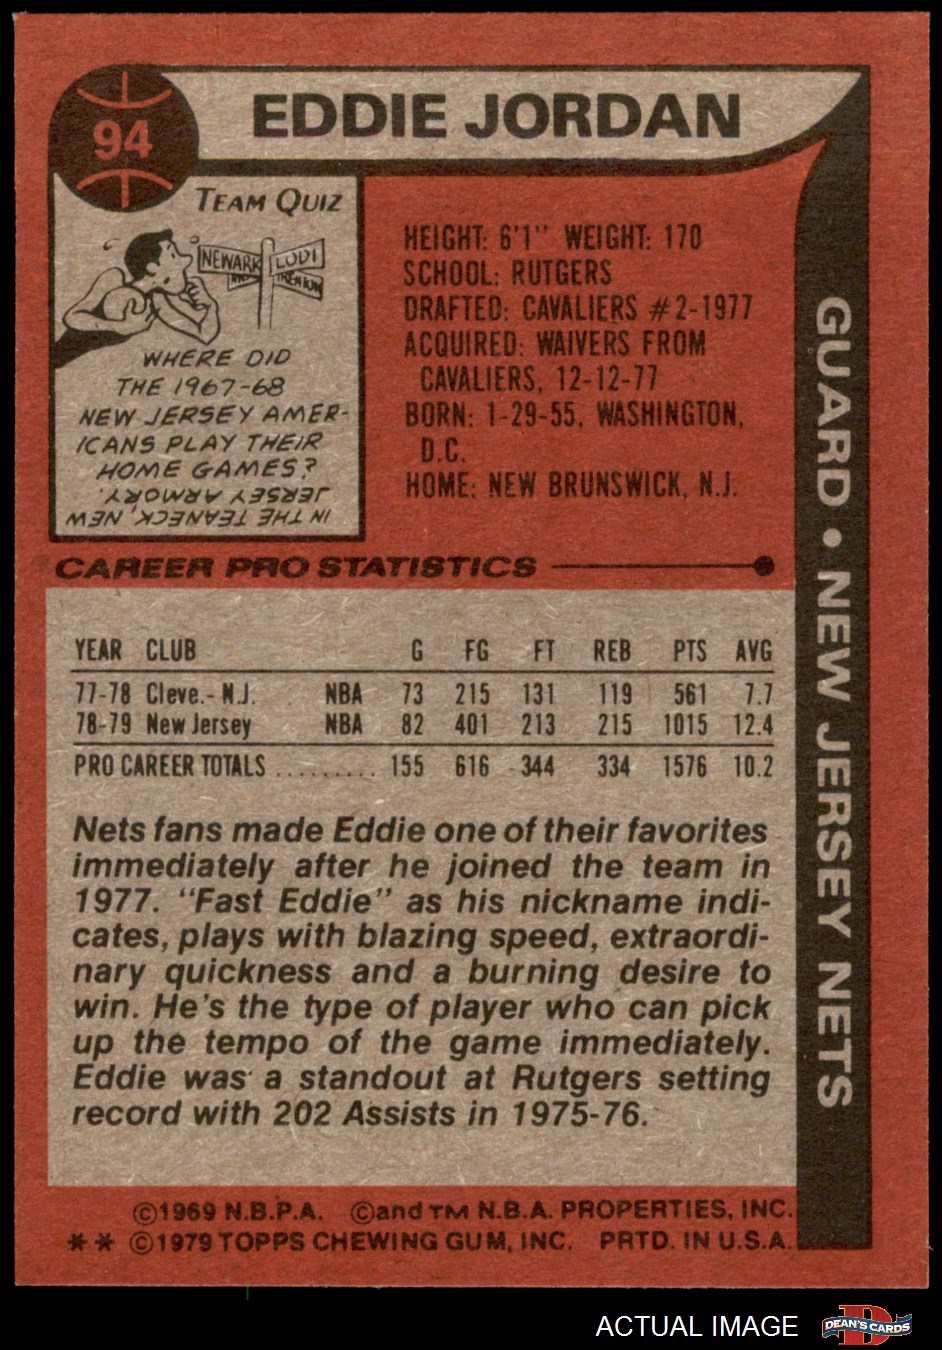 94
EDDIE JORDAN
TEAM QUIZ
NEWARK
LODI
TRENTON
WHERE DID
THE 1967-68
NEW JERSEY AMER-
ICANS PLAY THEIR
HOME GAMES?
IN THE TEANECK, NEW
JERSEY ARMORY.
HEIGHT: 6'1" WEIGHT: 170
SCHOOL: RUTGERS
DRAFTED: CAVALIERS #2-1977
ACQUIRED: WAIVERS FROM
CAVALIERS, 12-12-77
BORN: 1-29-55, WASHINGTON,
D.C.
HOME: NEW BRUNSWICK, N.J.
GUARD • NEW JERSEY NETS
CAREER PRO STATISTICS
YEAR CLUB G FG FT REB PTS AVG
77-78 Cleve.- N.J. NBA 73 215 131 119 561 7.7
78-79 New Jersey NBA 82 401 213 215 1015 12.4
PRO CAREER TOTALS ......... 155 616 344 334 1576 10.2
Nets fans made Eddie one of their favorites
immediately after he joined the team in
1977. "Fast Eddie" as his nickname indi-
cates, plays with blazing speed, extraordi-
nary quickness and a burning desire to
win. He's the type of player who can pick
up the tempo of the game immediately.
Eddie was a standout at Rutgers setting
record with 202 Assists in 1975-76.
©1969 N.B.P.A. ©and TM N.B.A. PROPERTIES, INC.
** ©1979 TOPPS CHEWING GUM, INC. PRTD. IN U.S.A.
ACTUAL IMAGE
DEAN'S CARDS